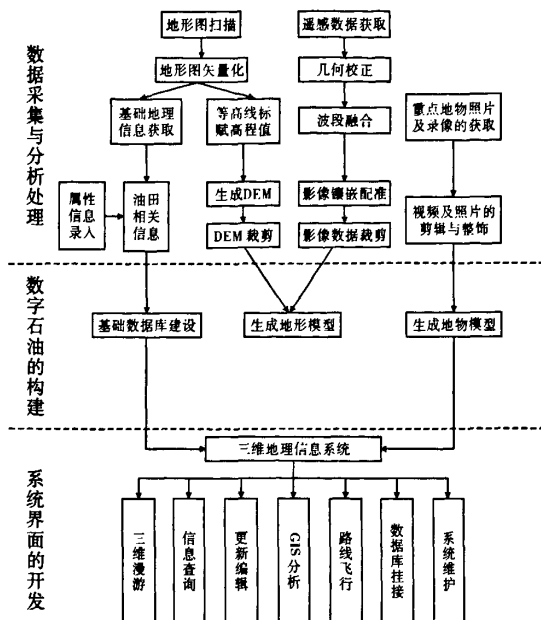 数据采集与分析处理
地形图扫描
遥感数据获取
地形图矢量化
几何校正
基础地理
信息获取
等高线标
赋高程值
波段融合
重点地物照片
及录像的获取
属性
信息
录入
油田
相关
信息
生成DEM
影像镶嵌配准
视频及照片的
剪辑与整饰
DEM 裁剪
影像数据裁剪
数字石油的构建
基础数据库建设
生成地形模型
生成地物模型
系统界面的开发
三维地理信息系统
三维漫游
信息查询
更新编辑
GIS 分析
路线飞行
数据库挂接
系统维护